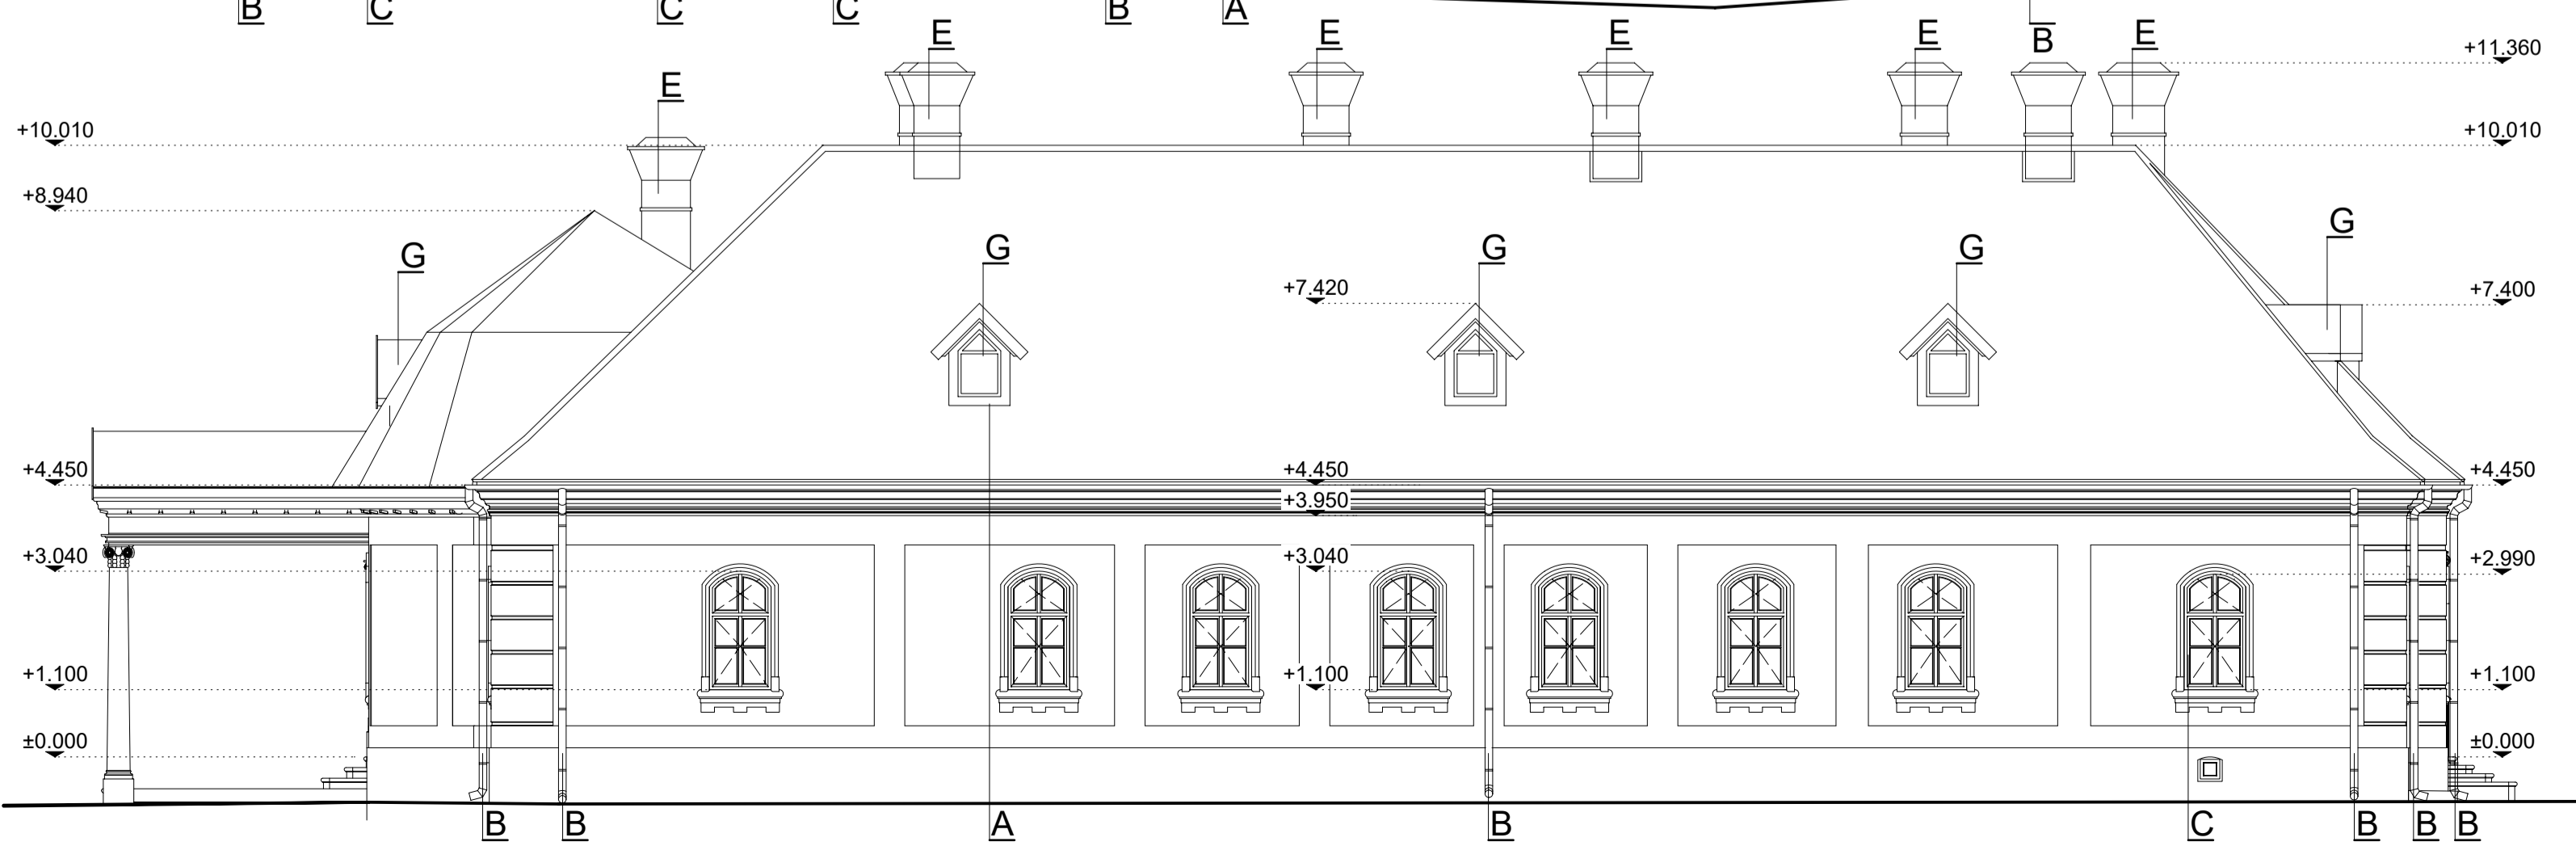 B C C C B A
E E E E B E +11.360
E
+10.010 +10.010
+8.940
G G G G G
+7.420 +7.400
+4.450 +4.450 +4.450
+3.950
+3.040 +3.040 +2.990
+1.100 +1.100 +1.100
±0.000 ±0.000
B B A B C B B B